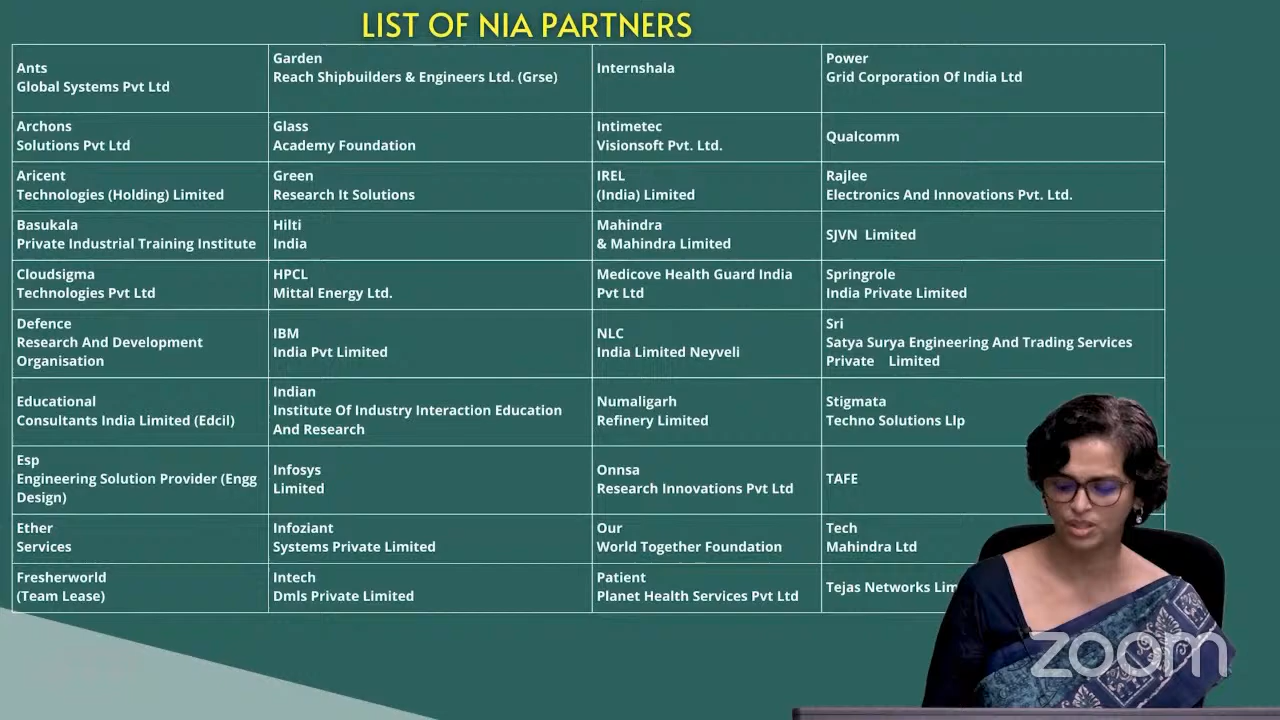 LIST OF NIA PARTNERS
Ants
Global Systems Pvt Ltd
Garden
Reach Shipbuilders & Engineers Ltd. (Grse)
Internshala
Power
Grid Corporation Of India Ltd
Archons
Solutions Pvt Ltd
Glass
Academy Foundation
Intimetec
Visionsoft Pvt. Ltd.
Qualcomm
Aricent
Technologies (Holding) Limited
Green
Research It Solutions
IREL
(India) Limited
Rajlee
Electronics And Innovations Pvt. Ltd.
Basukala
Private Industrial Training Institute
Hilti
India
Mahindra
& Mahindra Limited
SJVN Limited
Cloudsigma
Technologies Pvt Ltd
HPCL
Mittal Energy Ltd.
Medicove Health Guard India
Pvt Ltd
Springrole
India Private Limited
Defence
Research And Development
Organisation
IBM
India Pvt Limited
NLC
India Limited Neyveli
Sri
Satya Surya Engineering And Trading Services
Private Limited
Educational
Consultants India Limited (Edcil)
Indian
Institute Of Industry Interaction Education
And Research
Numaligarh
Refinery Limited
Stigmata
Techno Solutions Llp
Esp
Engineering Solution Provider (Engg
Design)
Infosys
Limited
Onnsa
Research Innovations Pvt Ltd
TAFE
Ether
Services
Infoziant
Systems Private Limited
Our
World Together Foundation
Tech
Mahindra Ltd
Fresherworld
(Team Lease)
Intech
Dmls Private Limited
Patient
Planet Health Services Pvt Ltd
Tejas Networks Lim
zoom